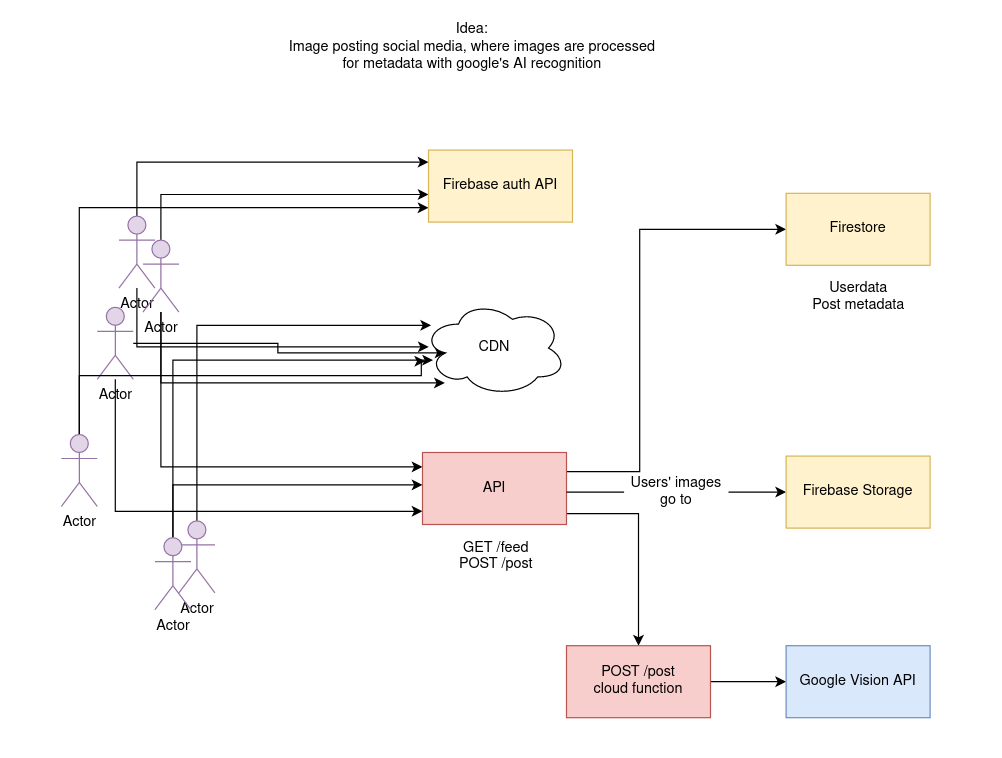 Idea:
Image posting social media, where images are processed
for metadata with google's AI recognition
Firebase auth API
Firestore
Userdata
Post metadata
Actor
Actor
CDN
Actor
API
Users' images
go to
Firebase Storage
Actor
GET /feed
POST /post
Actor
Actor
POST /post
cloud function
Google Vision API